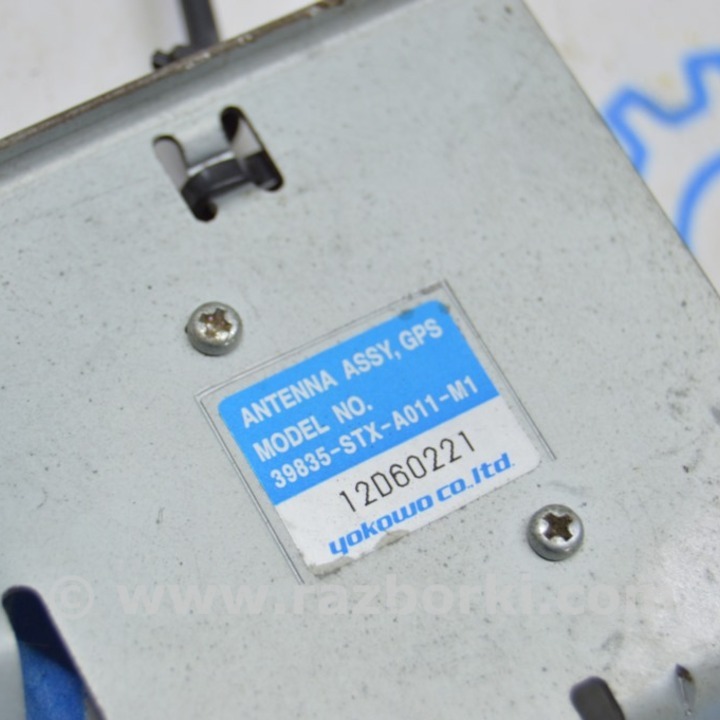 ANTENNA ASSY, GPS
MODEL NO.
39835-STX-A011-M1
12D60221
yokowo co.,ltd.
© www.razborki.com